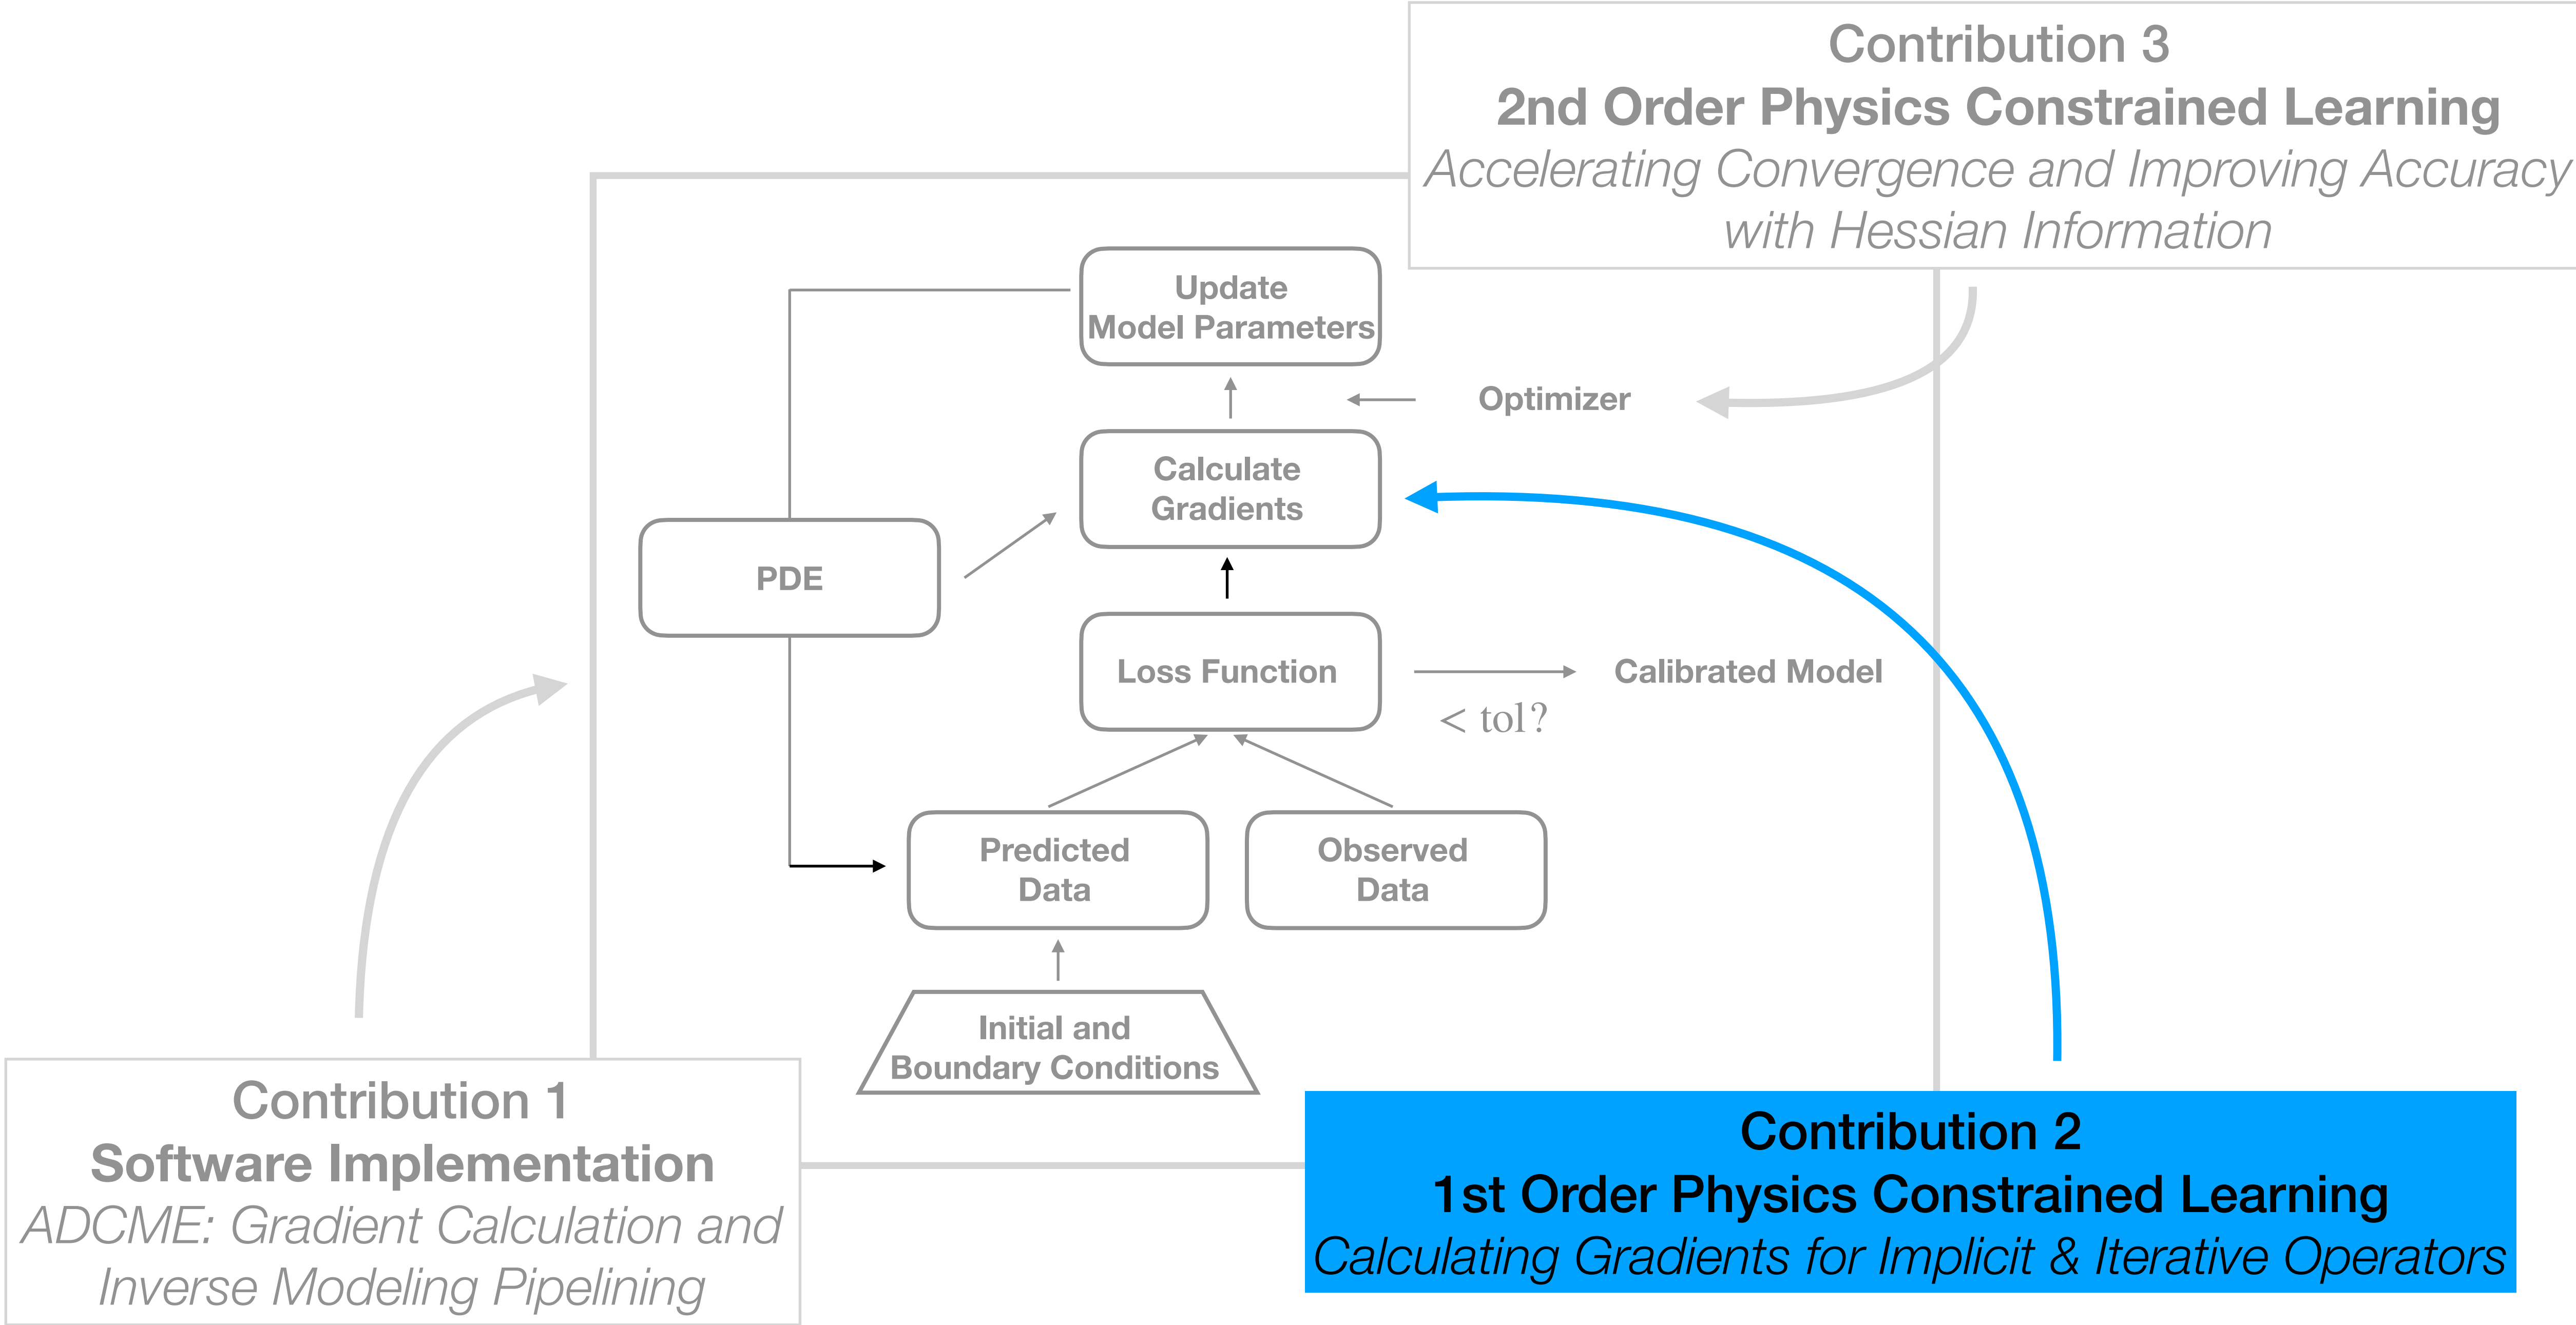 Contribution 3
2nd Order Physics Constrained Learning
Accelerating Convergence and Improving Accuracy
with Hessian Information
Update
Model Parameters
Optimizer
Calculate
Gradients
PDE
Loss Function
Calibrated Model
< tol?
Predicted
Data
Observed
Data
Initial and
Boundary Conditions
Contribution 1
Software Implementation
ADCME: Gradient Calculation and
Inverse Modeling Pipelining
Contribution 2
1st Order Physics Constrained Learning
Calculating Gradients for Implicit & Iterative Operators